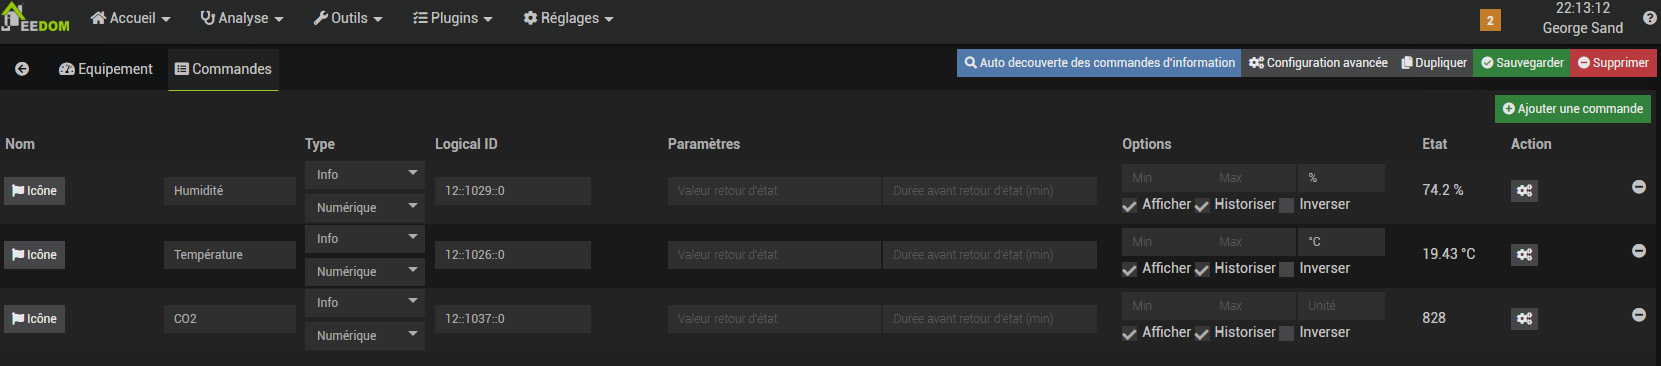 JEEDOM Accueil Analyse Outils Plugins Réglages 2 22:13:12
George Sand
Equipement Commandes Auto decouverte des commandes d'information Configuration avancée Dupliquer Sauvegarder Supprimer
Ajouter une commande
Nom Type Logical ID Paramètres Options Etat Action
Info Min Max %
Icône Humidité 12::1029::0 Valeur retour d'état Durée avant retour d'état (min) 74.2 %
Numérique Afficher Historiser Inverser
Info Min Max °C
Icône Température 12::1026::0 Valeur retour d'état Durée avant retour d'état (min) 19.43 °C
Numérique Afficher Historiser Inverser
Info Min Max Unité
Icône CO2 12::1037::0 Valeur retour d'état Durée avant retour d'état (min) 828
Numérique Afficher Historiser Inverser